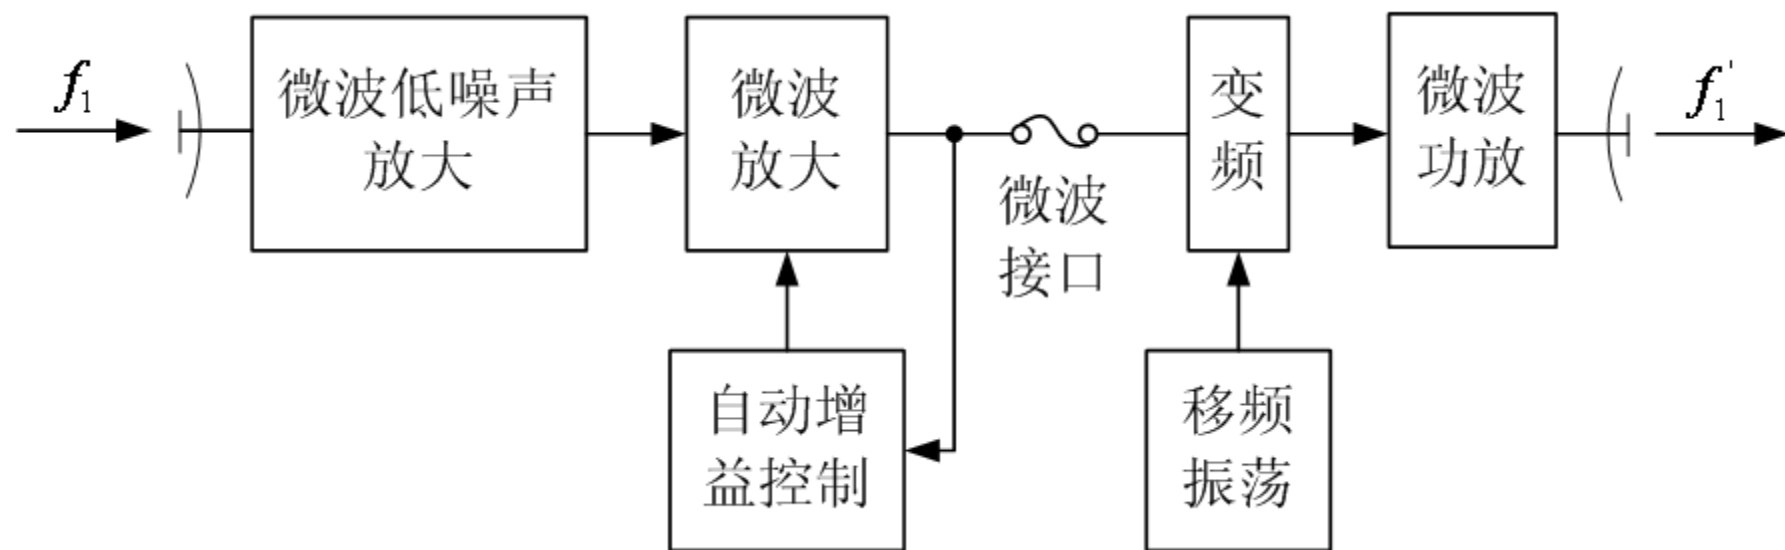 f₁
微波低噪声
放大
微波
放大
微波
接口
变
频
微波
功放
f₁'
自动增
益控制
移频
振荡